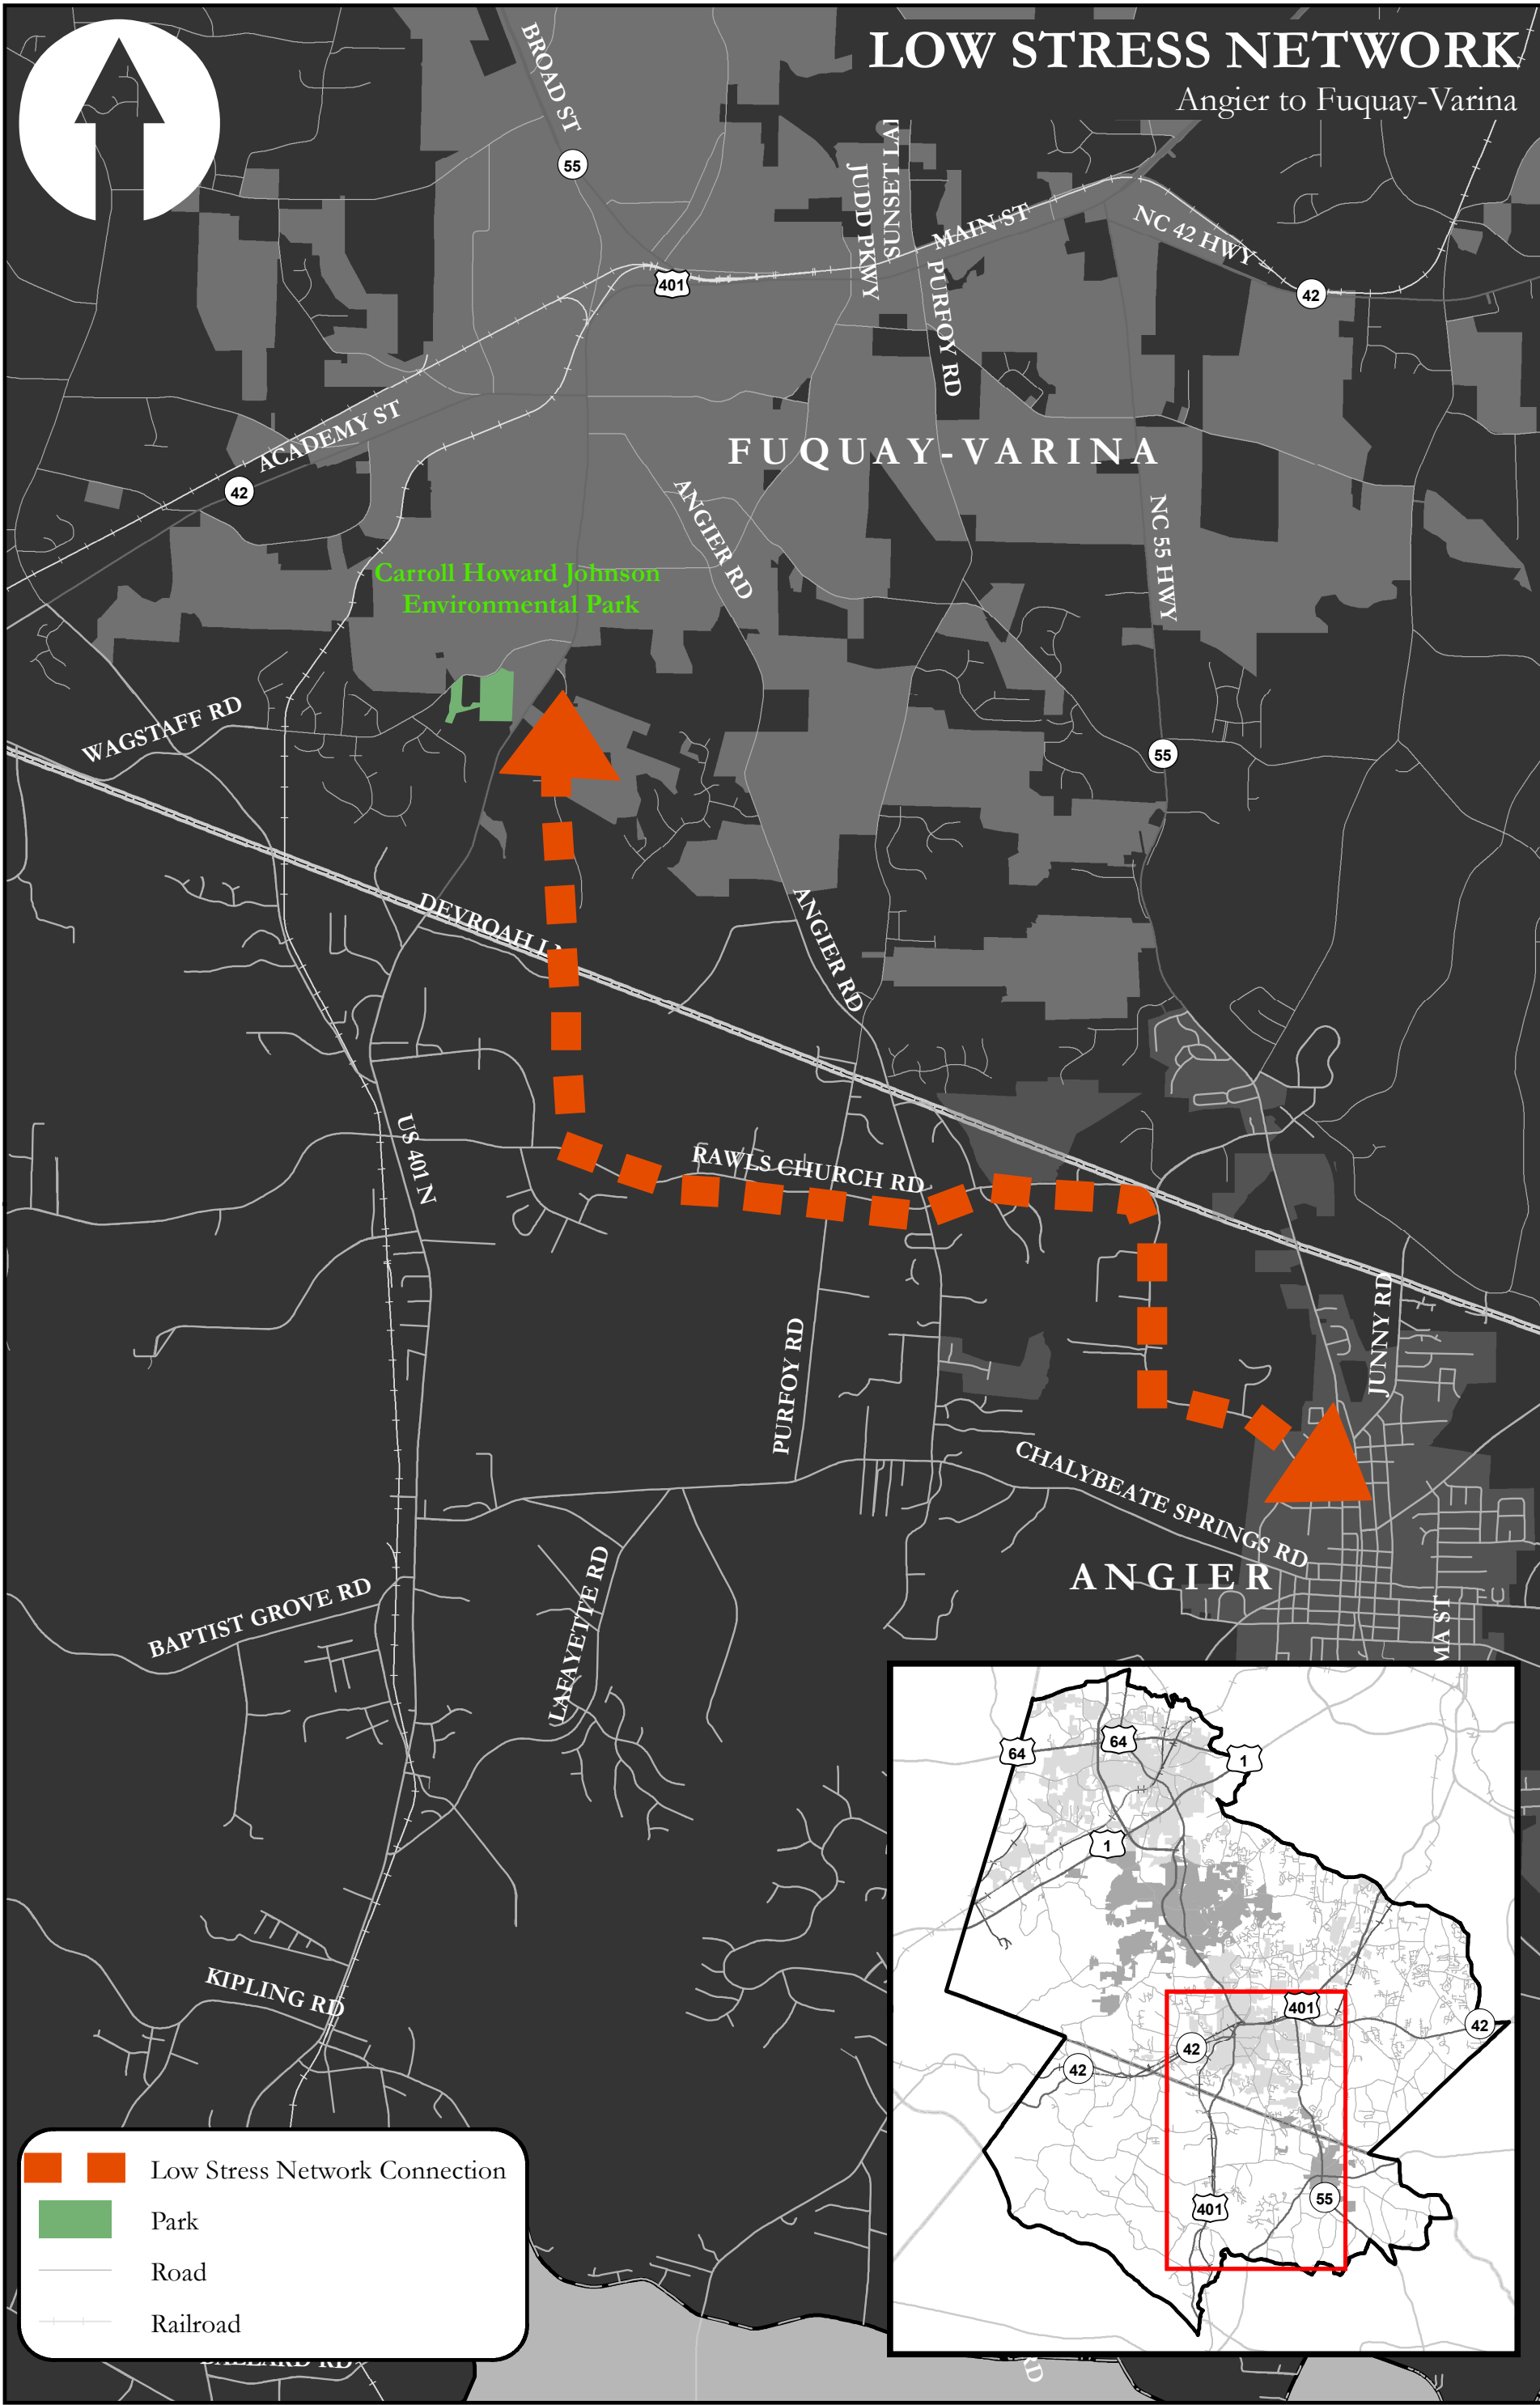 LOW STRESS NETWORK
Angier to Fuquay-Varina
BROAD ST
55
JUDD PKWY
MAIN ST
NC 42 HWY
401
42
PURFOY RD
ACADEMY ST
42
FUQUAY-VARINA
ANGIER RD
NC 55 HWY
Carroll Howard Johnson
Environmental Park
WAGSTAFF RD
55
DEVROAH
ANGIER RD
US 401 N
RAWLS CHURCH RD
JUNNY RD
PURFOY RD
CHALYBEATE SPRINGS RD
ANGIER
LAFAYETTE RD
BAPTIST GROVE RD
MA ST
KIPLING RD
64
64
1
1
401
42
42
42
401
55
Low Stress Network Connection
Park
Road
Railroad
RD